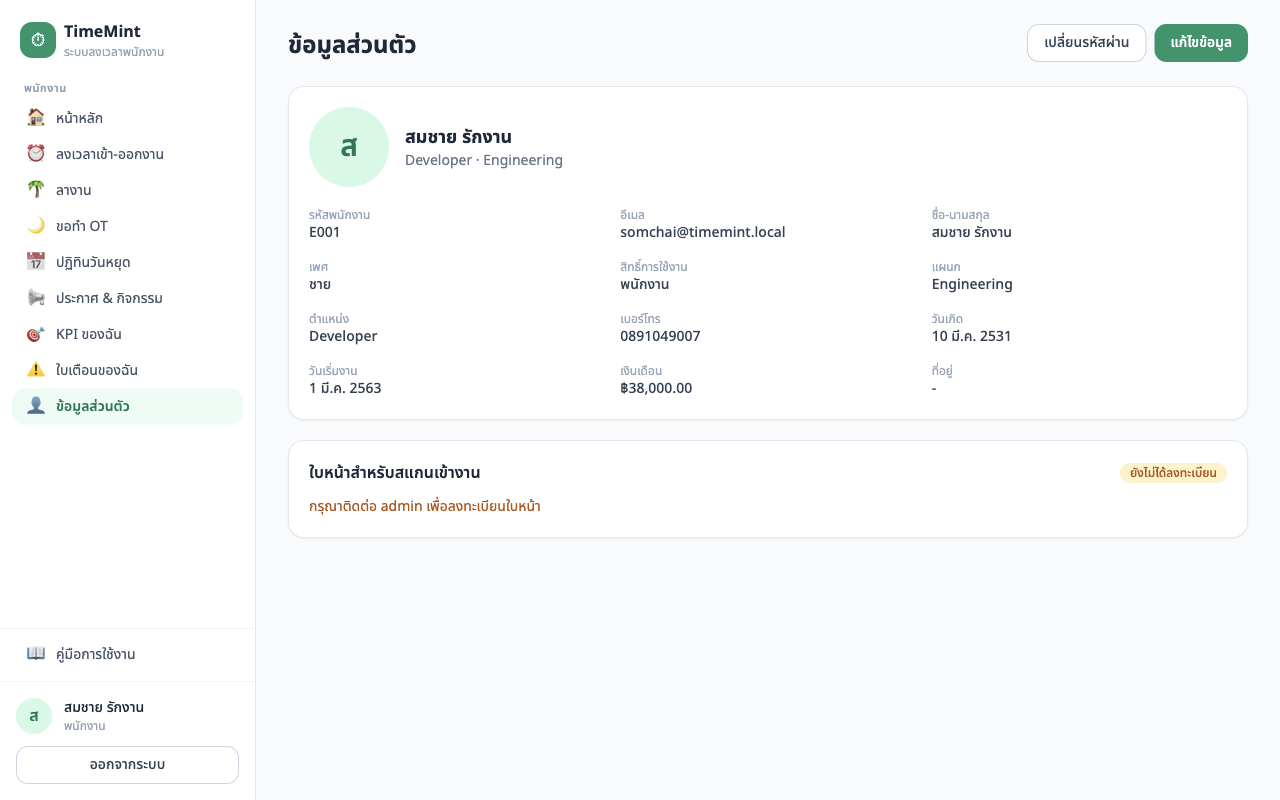 TimeMint
ระบบลงเวลาพนักงาน
พนักงาน
หน้าหลัก
ลงเวลาเข้า-ออกงาน
ลางาน
ขอทำ OT
ปฏิทินวันหยุด
ประกาศ & กิจกรรม
KPI ของฉัน
ใบเตือนของฉัน
ข้อมูลส่วนตัว
คู่มือการใช้งาน
ส
สมชาย รักงาน
พนักงาน
ออกจากระบบ
ข้อมูลส่วนตัว
เปลี่ยนรหัสผ่าน
แก้ไขข้อมูล
ส
สมชาย รักงาน
Developer · Engineering
รหัสพนักงาน
E001
อีเมล
somchai@timemint.local
ชื่อ-นามสกุล
สมชาย รักงาน
เพศ
ชาย
สิทธิ์การใช้งาน
พนักงาน
แผนก
Engineering
ตำแหน่ง
Developer
เบอร์โทร
0891049007
วันเกิด
10 มี.ค. 2531
วันเริ่มงาน
1 มี.ค. 2563
เงินเดือน
฿38,000.00
ที่อยู่
-
ใบหน้าสำหรับสแกนเข้างาน
ยังไม่ได้ลงทะเบียน
กรุณาติดต่อ admin เพื่อลงทะเบียนใบหน้า